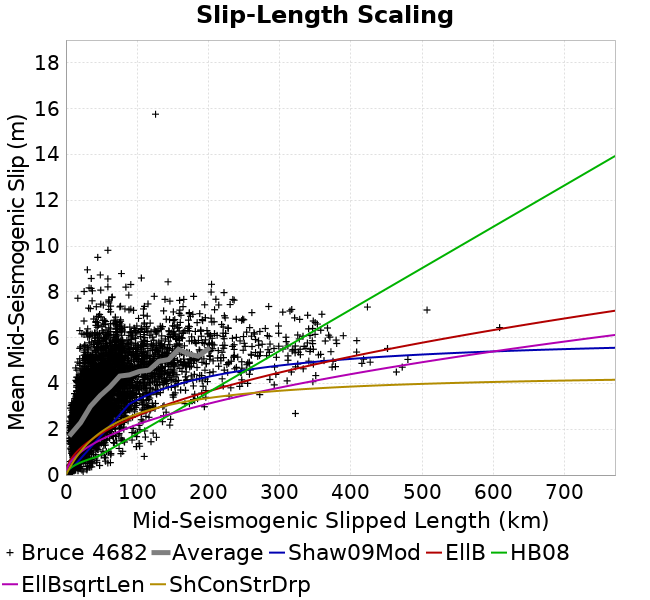 Slip-Length Scaling
Mean Mid-Seismogenic Slip (m)
18
16
14
12
10
8
6
4
2
0
0 100 200 300 400 500 600 700
Mid-Seismogenic Slipped Length (km)
Bruce 4682 Average Shaw09Mod EllB HB08
EllBsqrtLen ShConStrDrp